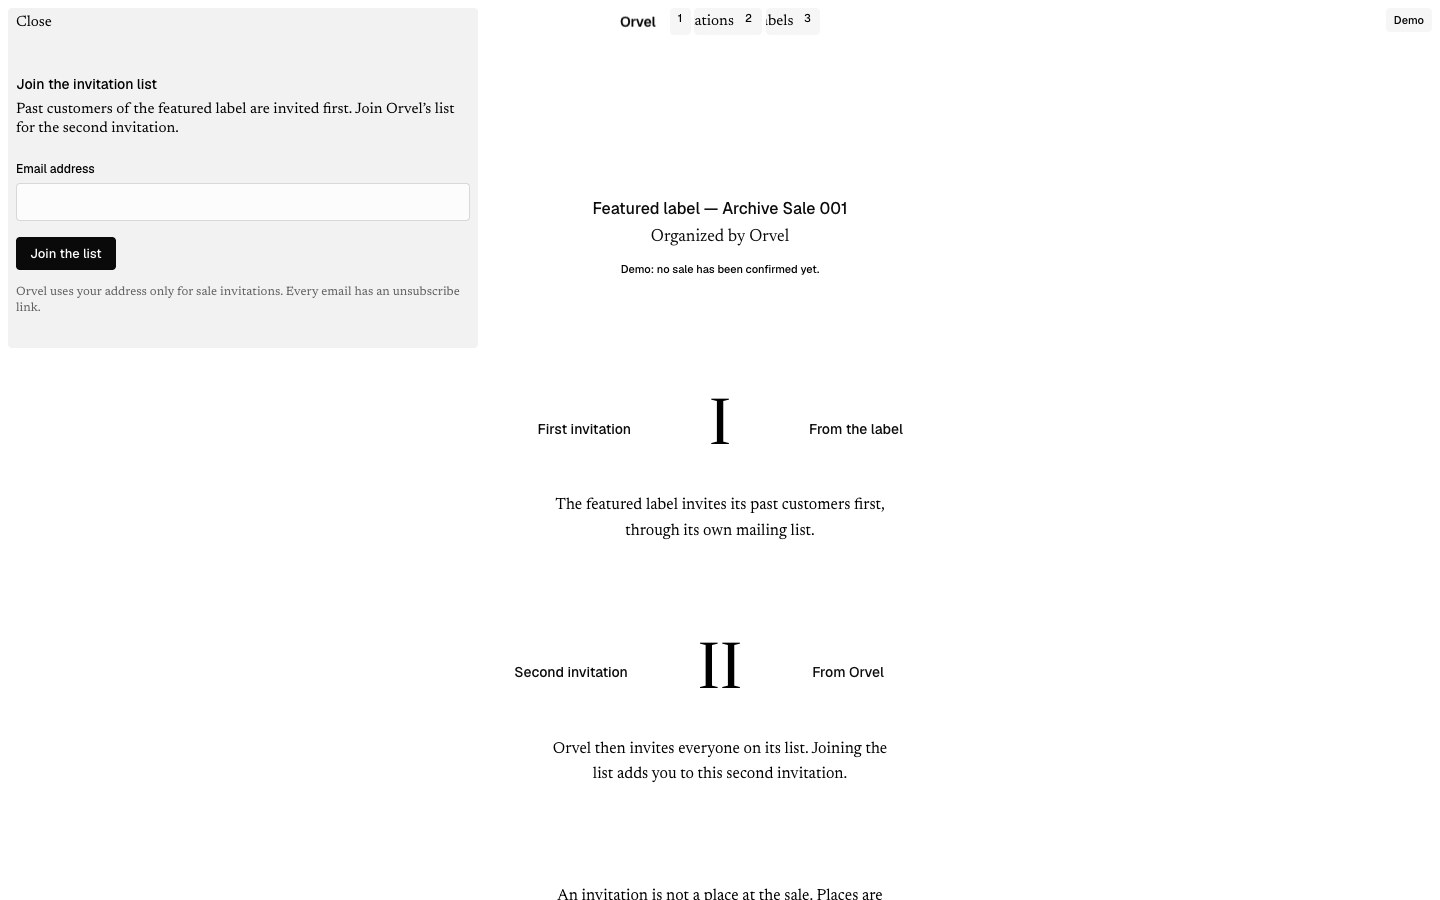 Close
Orvel 1 ations 2 bels 3
Demo
Join the invitation list
Past customers of the featured label are invited first. Join Orvel’s list
for the second invitation.
Email address
Join the list
Orvel uses your address only for sale invitations. Every email has an unsubscribe
link.
Featured label — Archive Sale 001
Organized by Orvel
Demo: no sale has been confirmed yet.
First invitation I From the label
The featured label invites its past customers first,
through its own mailing list.
Second invitation II From Orvel
Orvel then invites everyone on its list. Joining the
list adds you to this second invitation.
An invitation is not a place at the sale. Places are